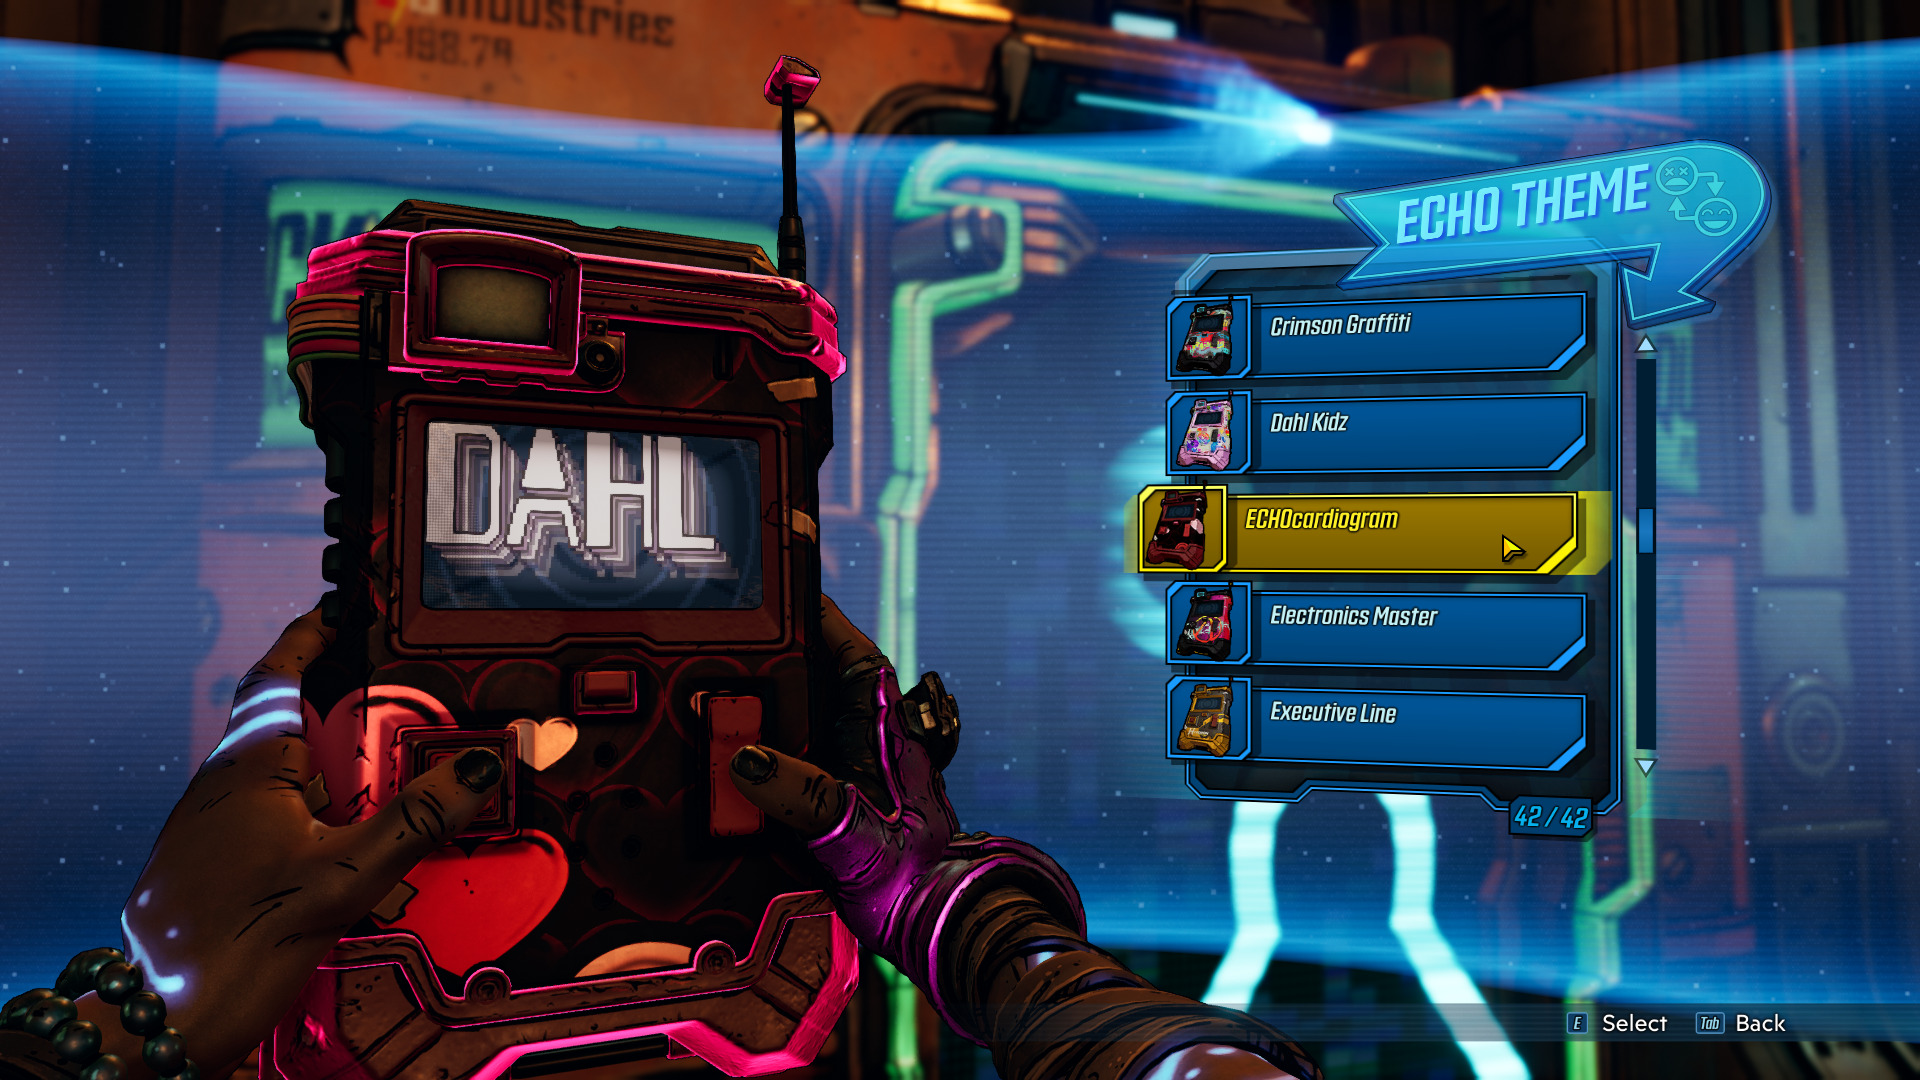 Industries
P-198.79
ECHO THEME
DAHL
Crimson Graffiti
Dahl Kidz
ECHOcardiogram
Electronics Master
Executive Line
42/42
E Select Tab Back